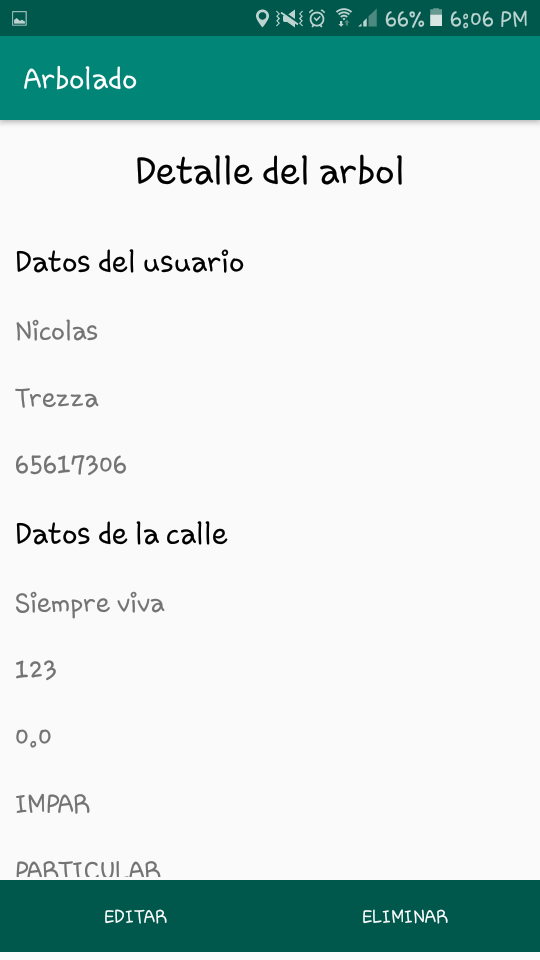 66% 6:06 PM
Arbolado
Detalle del arbol
Datos del usuario
Nicolas
Trezza
65617306
Datos de la calle
Siempre viva
123
0.0
IMPAR
PARTICULAR
EDITAR ELIMINAR